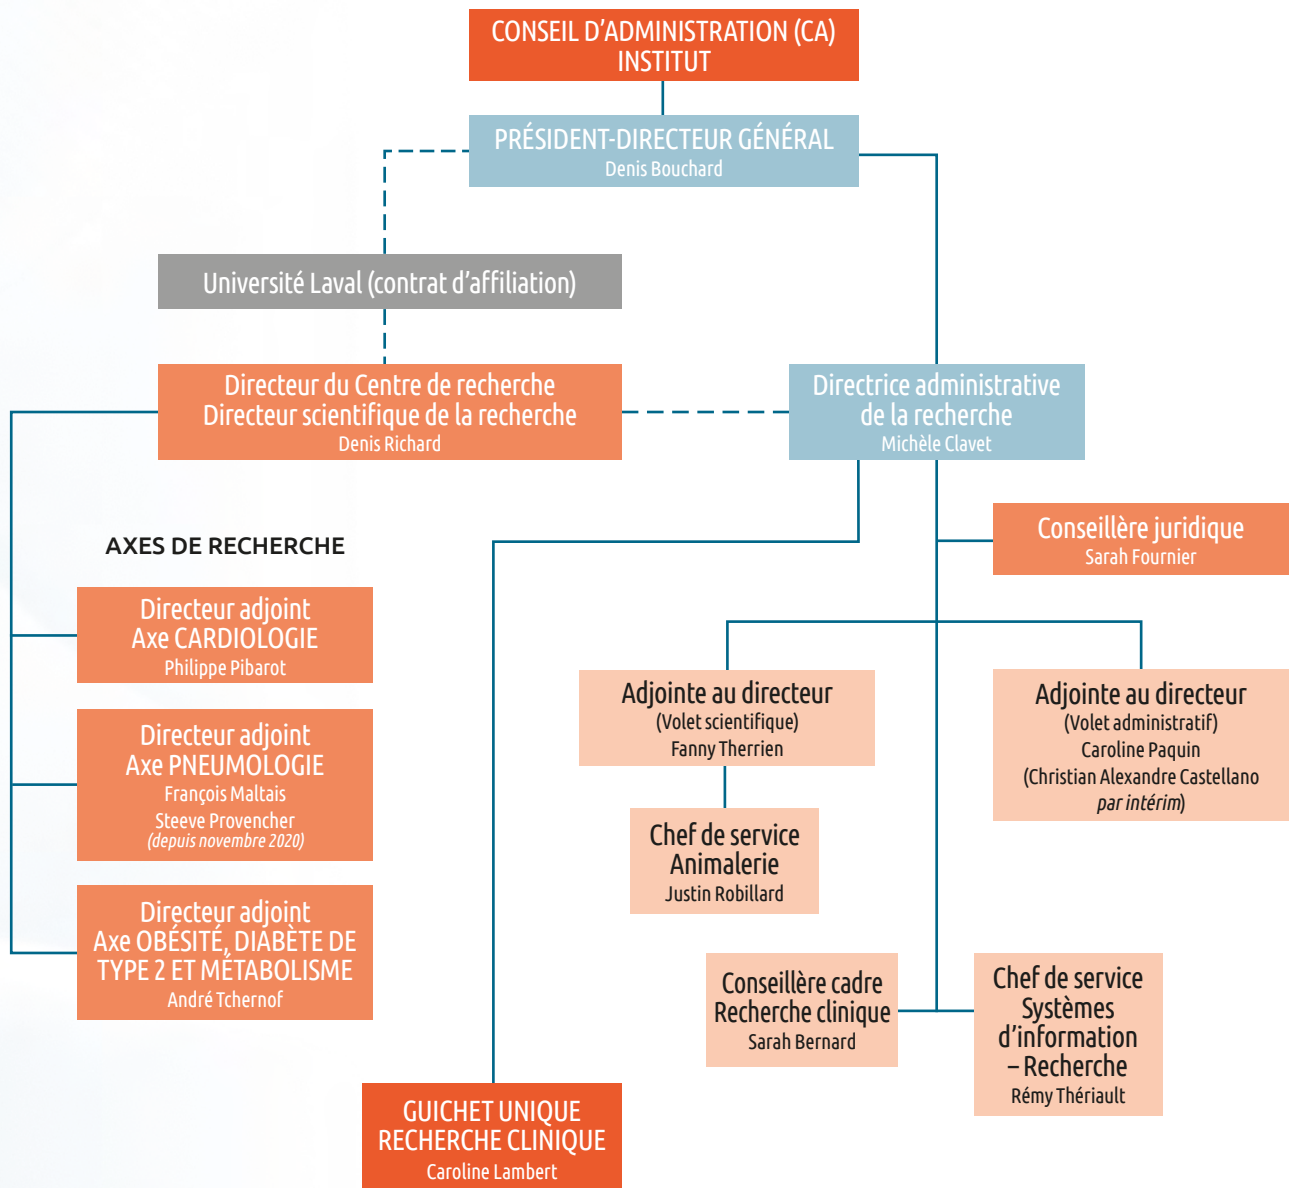 CONSEIL D’ADMINISTRATION (CA)
INSTITUT
PRÉSIDENT-DIRECTEUR GÉNÉRAL
Denis Bouchard
Université Laval (contrat d’affiliation)
Directeur du Centre de recherche
Directeur scientifique de la recherche
Denis Richard
Directrice administrative
de la recherche
Michèle Clavet
Conseillère juridique
Sarah Fournier
AXES DE RECHERCHE
Directeur adjoint
Axe CARDIOLOGIE
Philippe Pibarot
Directeur adjoint
Axe PNEUMOLOGIE
François Maltais
Steeve Provencher
(depuis novembre 2020)
Directeur adjoint
Axe OBÉSITÉ, DIABÈTE DE
TYPE 2 ET MÉTABOLISME
André Tchernof
Adjointe au directeur
(Volet scientifique)
Fanny Therrien
Adjointe au directeur
(Volet administratif)
Caroline Paquin
(Christian Alexandre Castellano
par intérim)
Chef de service
Animalerie
Justin Robillard
Conseillère cadre
Recherche clinique
Sarah Bernard
Chef de service
Systèmes
d’information
– Recherche
Rémy Thériault
GUICHET UNIQUE
RECHERCHE CLINIQUE
Caroline Lambert